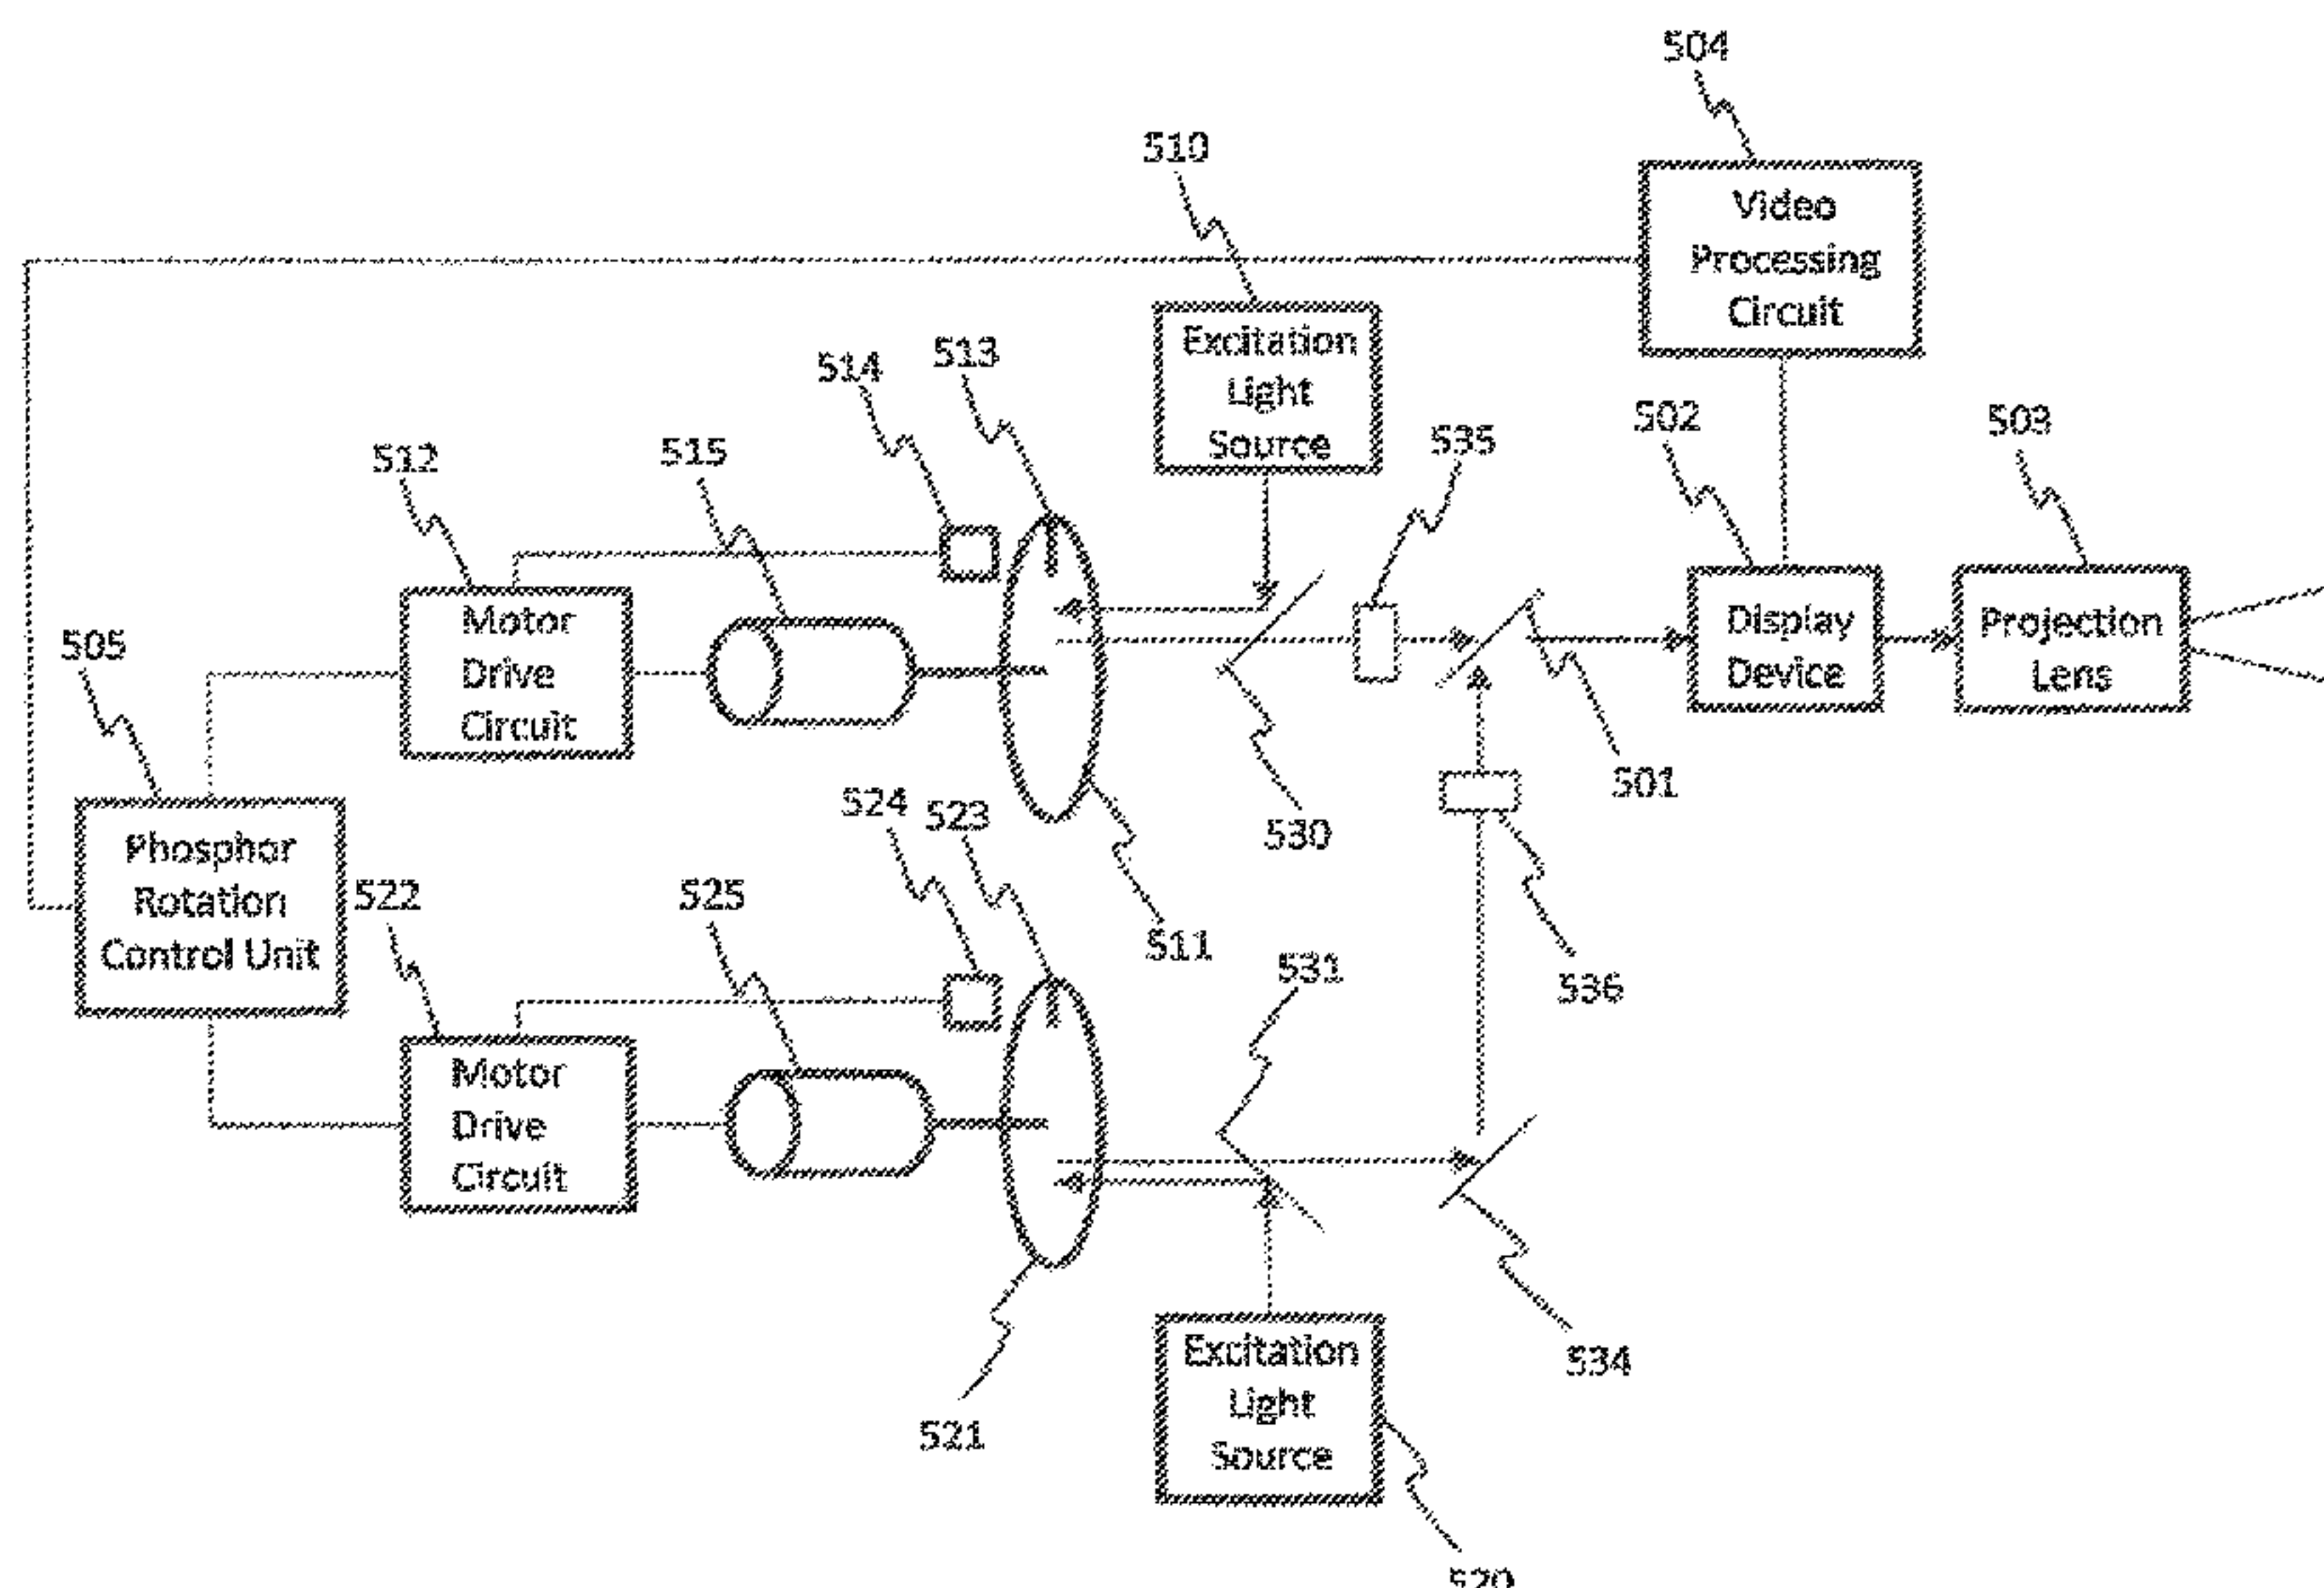 504
510
Video
Processing
Circuit
514
513
Excitation
Light
Source
512
515
535
502
503
505
Motor
Drive
Circuit
Display
Device
Projection
Lens
501
530
524
523
Phosphor
Rotation
Control Unit
522
525
511
531
536
Motor
Drive
Circuit
534
521
Excitation
Light
Source
520